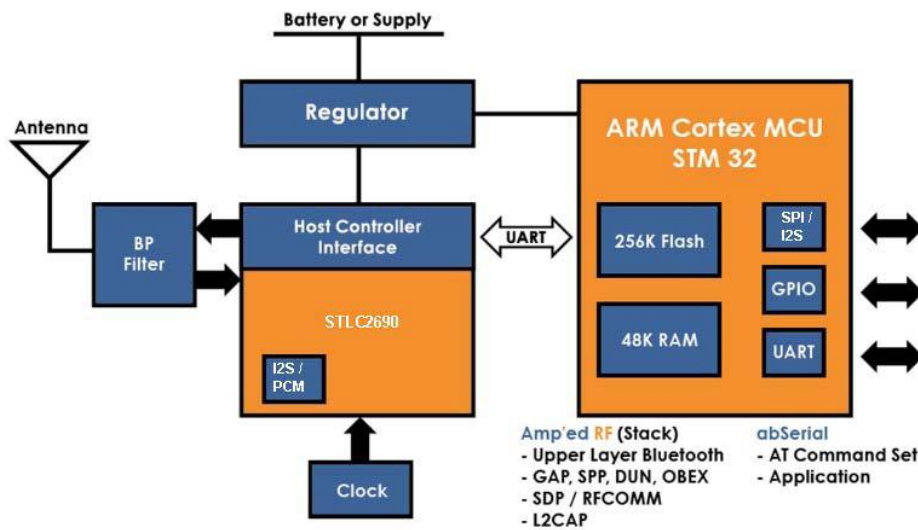 Battery or Supply
Regulator
Antenna
BP
Filter
Host Controller
Interface
STLC2690
I2S /
PCM
Clock
UART
ARM Cortex MCU
STM 32
256K Flash
48K RAM
SPI /
I2S
GPIO
UART
Amp'ed RF (Stack)
- Upper Layer Bluetooth
- GAP, SPP, DUN, OBEX
- SDP / RFCOMM
- L2CAP
abSerial
- AT Command Set
- Application